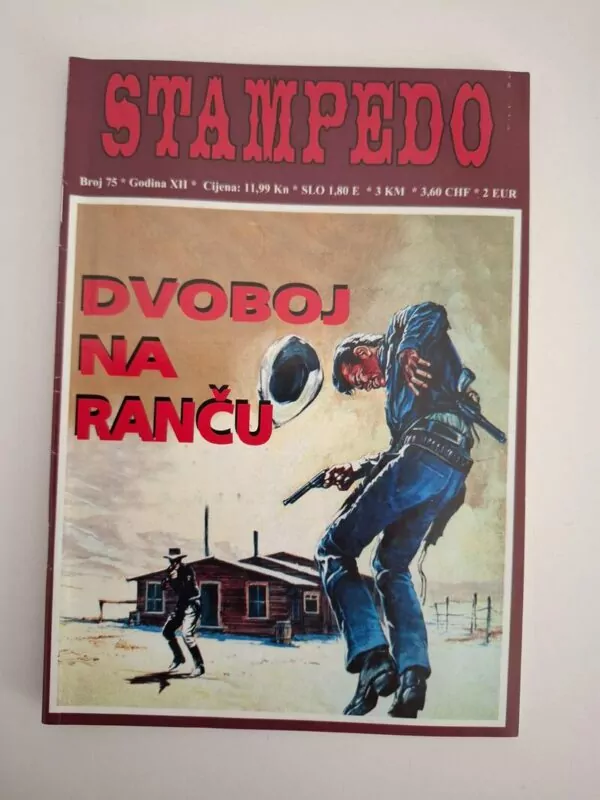 STAMPEDO
Broj 75 * Godina XII * Cijena: 11,99 Kn * SLO 1,80 E * 3 KM * 3,60 CHF * 2 EUR
DVOBOJ
NA
RANČU